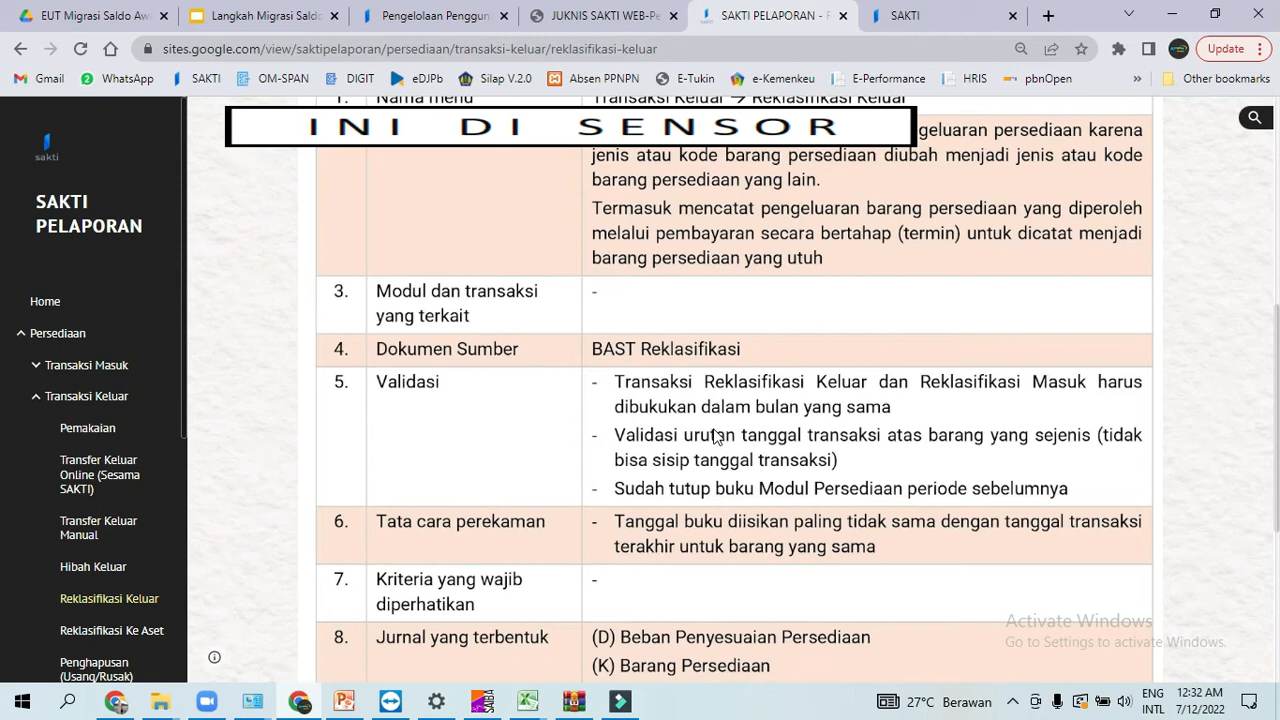 EUT Migrasi Saldo Aw
Langkah Migrasi Saldo
Pengelolaan Penggun
JUKNIS SAKTI WEB-Pe
SAKTI PELAPORAN - R
SAKTI
sites.google.com/view/saktipelaporan/persediaan/transaksi-keluar/reklasifikasi-keluar
Update
Gmail
WhatsApp
SAKTI
OM-SPAN
DIGIT
eDJPb
Silap V.2.0
Absen PPNPN
E-Tukin
e-Kemenkeu
E-Performance
HRIS
pbnOpen
Other bookmarks
sakti
SAKTI
PELAPORAN
Home
Persediaan
Transaksi Masuk
Transaksi Keluar
Pemakaian
Transfer Keluar
Online (Sesama
SAKTI)
Transfer Keluar
Manual
Hibah Keluar
Reklasifikasi Keluar
Reklasifikasi Ke Aset
Penghapusan
(Usang/Rusak)
1. Nama menu Transaksi Keluar → Reklasifikasi Keluar
INI DI SENSOR
geluaran persediaan karena
jenis atau kode barang persediaan diubah menjadi jenis atau kode
barang persediaan yang lain.
Termasuk mencatat pengeluaran barang persediaan yang diperoleh
melalui pembayaran secara bertahap (termin) untuk dicatat menjadi
barang persediaan yang utuh
3. Modul dan transaksi -
yang terkait
4. Dokumen Sumber BAST Reklasifikasi
5. Validasi - Transaksi Reklasifikasi Keluar dan Reklasifikasi Masuk harus
dibukukan dalam bulan yang sama
- Validasi urutan tanggal transaksi atas barang yang sejenis (tidak
bisa sisip tanggal transaksi)
- Sudah tutup buku Modul Persediaan periode sebelumnya
6. Tata cara perekaman - Tanggal buku diisikan paling tidak sama dengan tanggal transaksi
terakhir untuk barang yang sama
7. Kriteria yang wajib -
diperhatikan
8. Jurnal yang terbentuk (D) Beban Penyesuaian Persediaan
(K) Barang Persediaan
Activate Windows
Go to Settings to activate Windows.
27°C Berawan
ENG
INTL
12:32 AM
7/12/2022